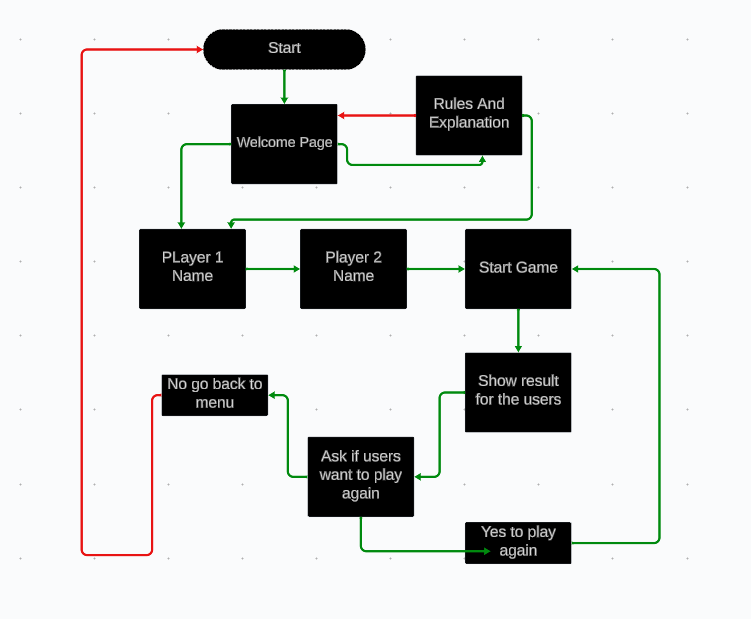 Start
Rules And
Explanation
Welcome Page
PLayer 1
Name
Player 2
Name
Start Game
No go back to
menu
Show result
for the users
Ask if users
want to play
again
Yes to play
again